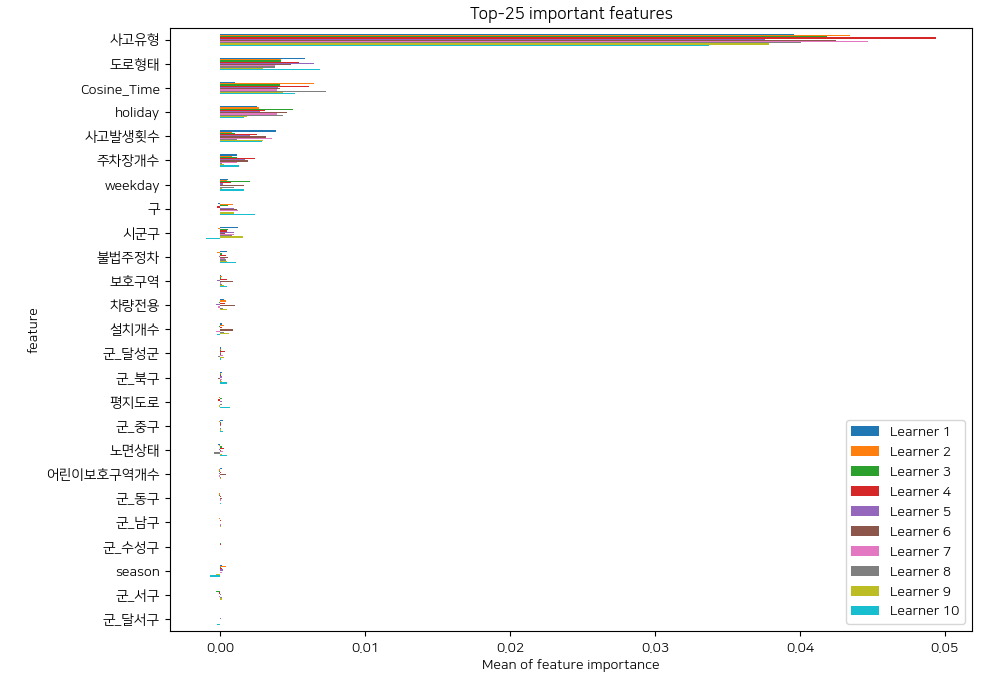 Top-25 important features
사고유형
도로형태
Cosine_Time
holiday
사고발생횟수
주차장개수
weekday
구
시군구
불법주정차
보호구역
차량전용
설치개수
군_달성군
군_북구
평지도로
군_중구
노면상태
어린이보호구역개수
군_동구
군_남구
군_수성구
season
군_서구
군_달서구
feature
Learner 1
Learner 2
Learner 3
Learner 4
Learner 5
Learner 6
Learner 7
Learner 8
Learner 9
Learner 10
0.00 0.01 0.02 0.03 0.04 0.05
Mean of feature importance